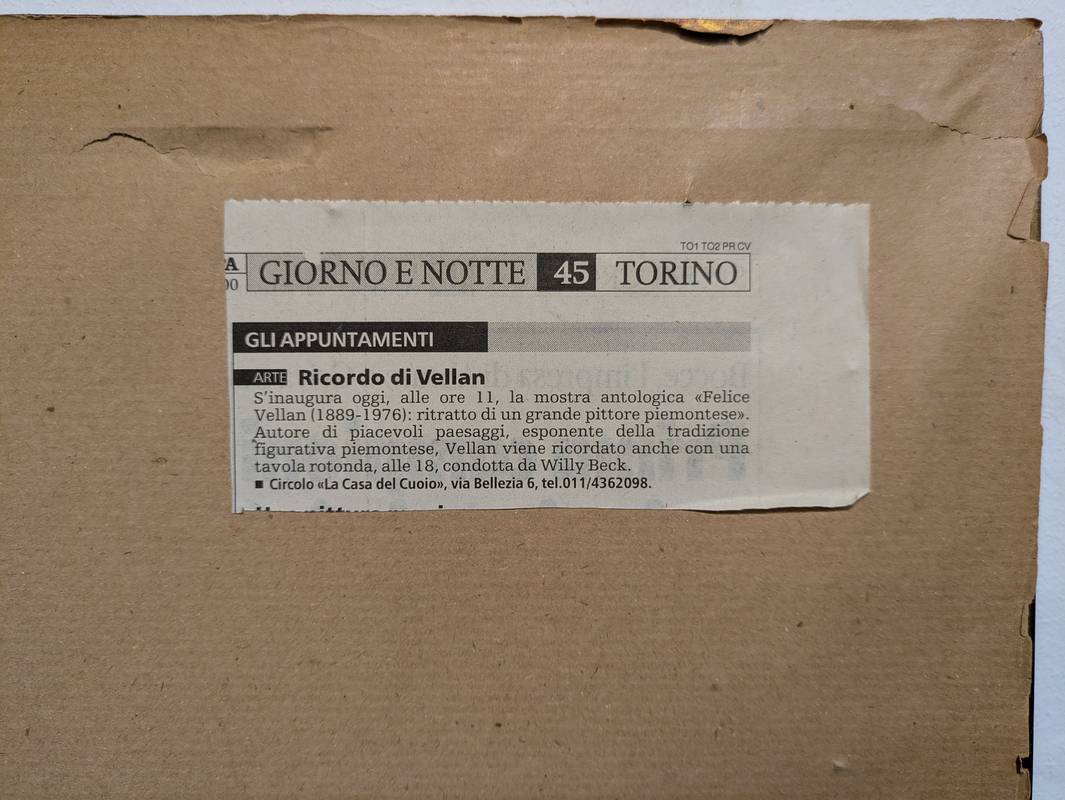 TO1 TO2 PR CV
A GIORNO E NOTTE 45 TORINO
00
GLI APPUNTAMENTI
ARTE Ricordo di Vellan
S'inaugura oggi, alle ore 11, la mostra antologica «Felice
Vellan (1889-1976): ritratto di un grande pittore piemontese».
Autore di piacevoli paesaggi, esponente della tradizione
figurativa piemontese, Vellan viene ricordato anche con una
tavola rotonda, alle 18, condotta da Willy Beck.
■ Circolo «La Casa del Cuoio», via Bellezia 6, tel.011/4362098.